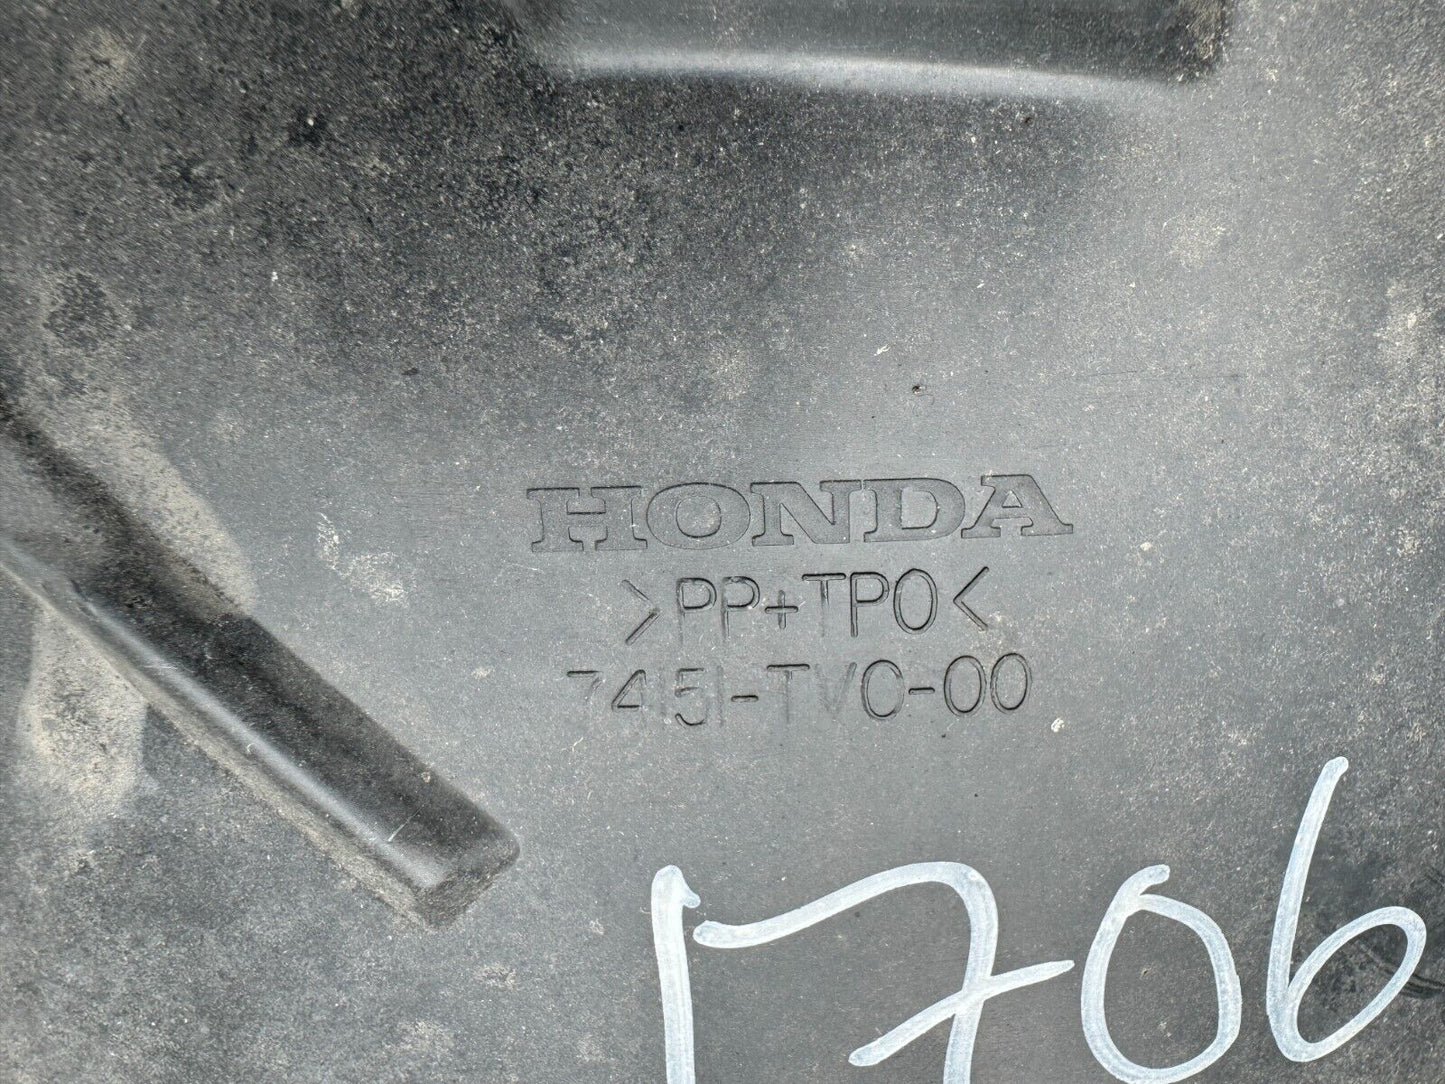 HONDA
>PP+TPO<
74151-TVC-00
1706